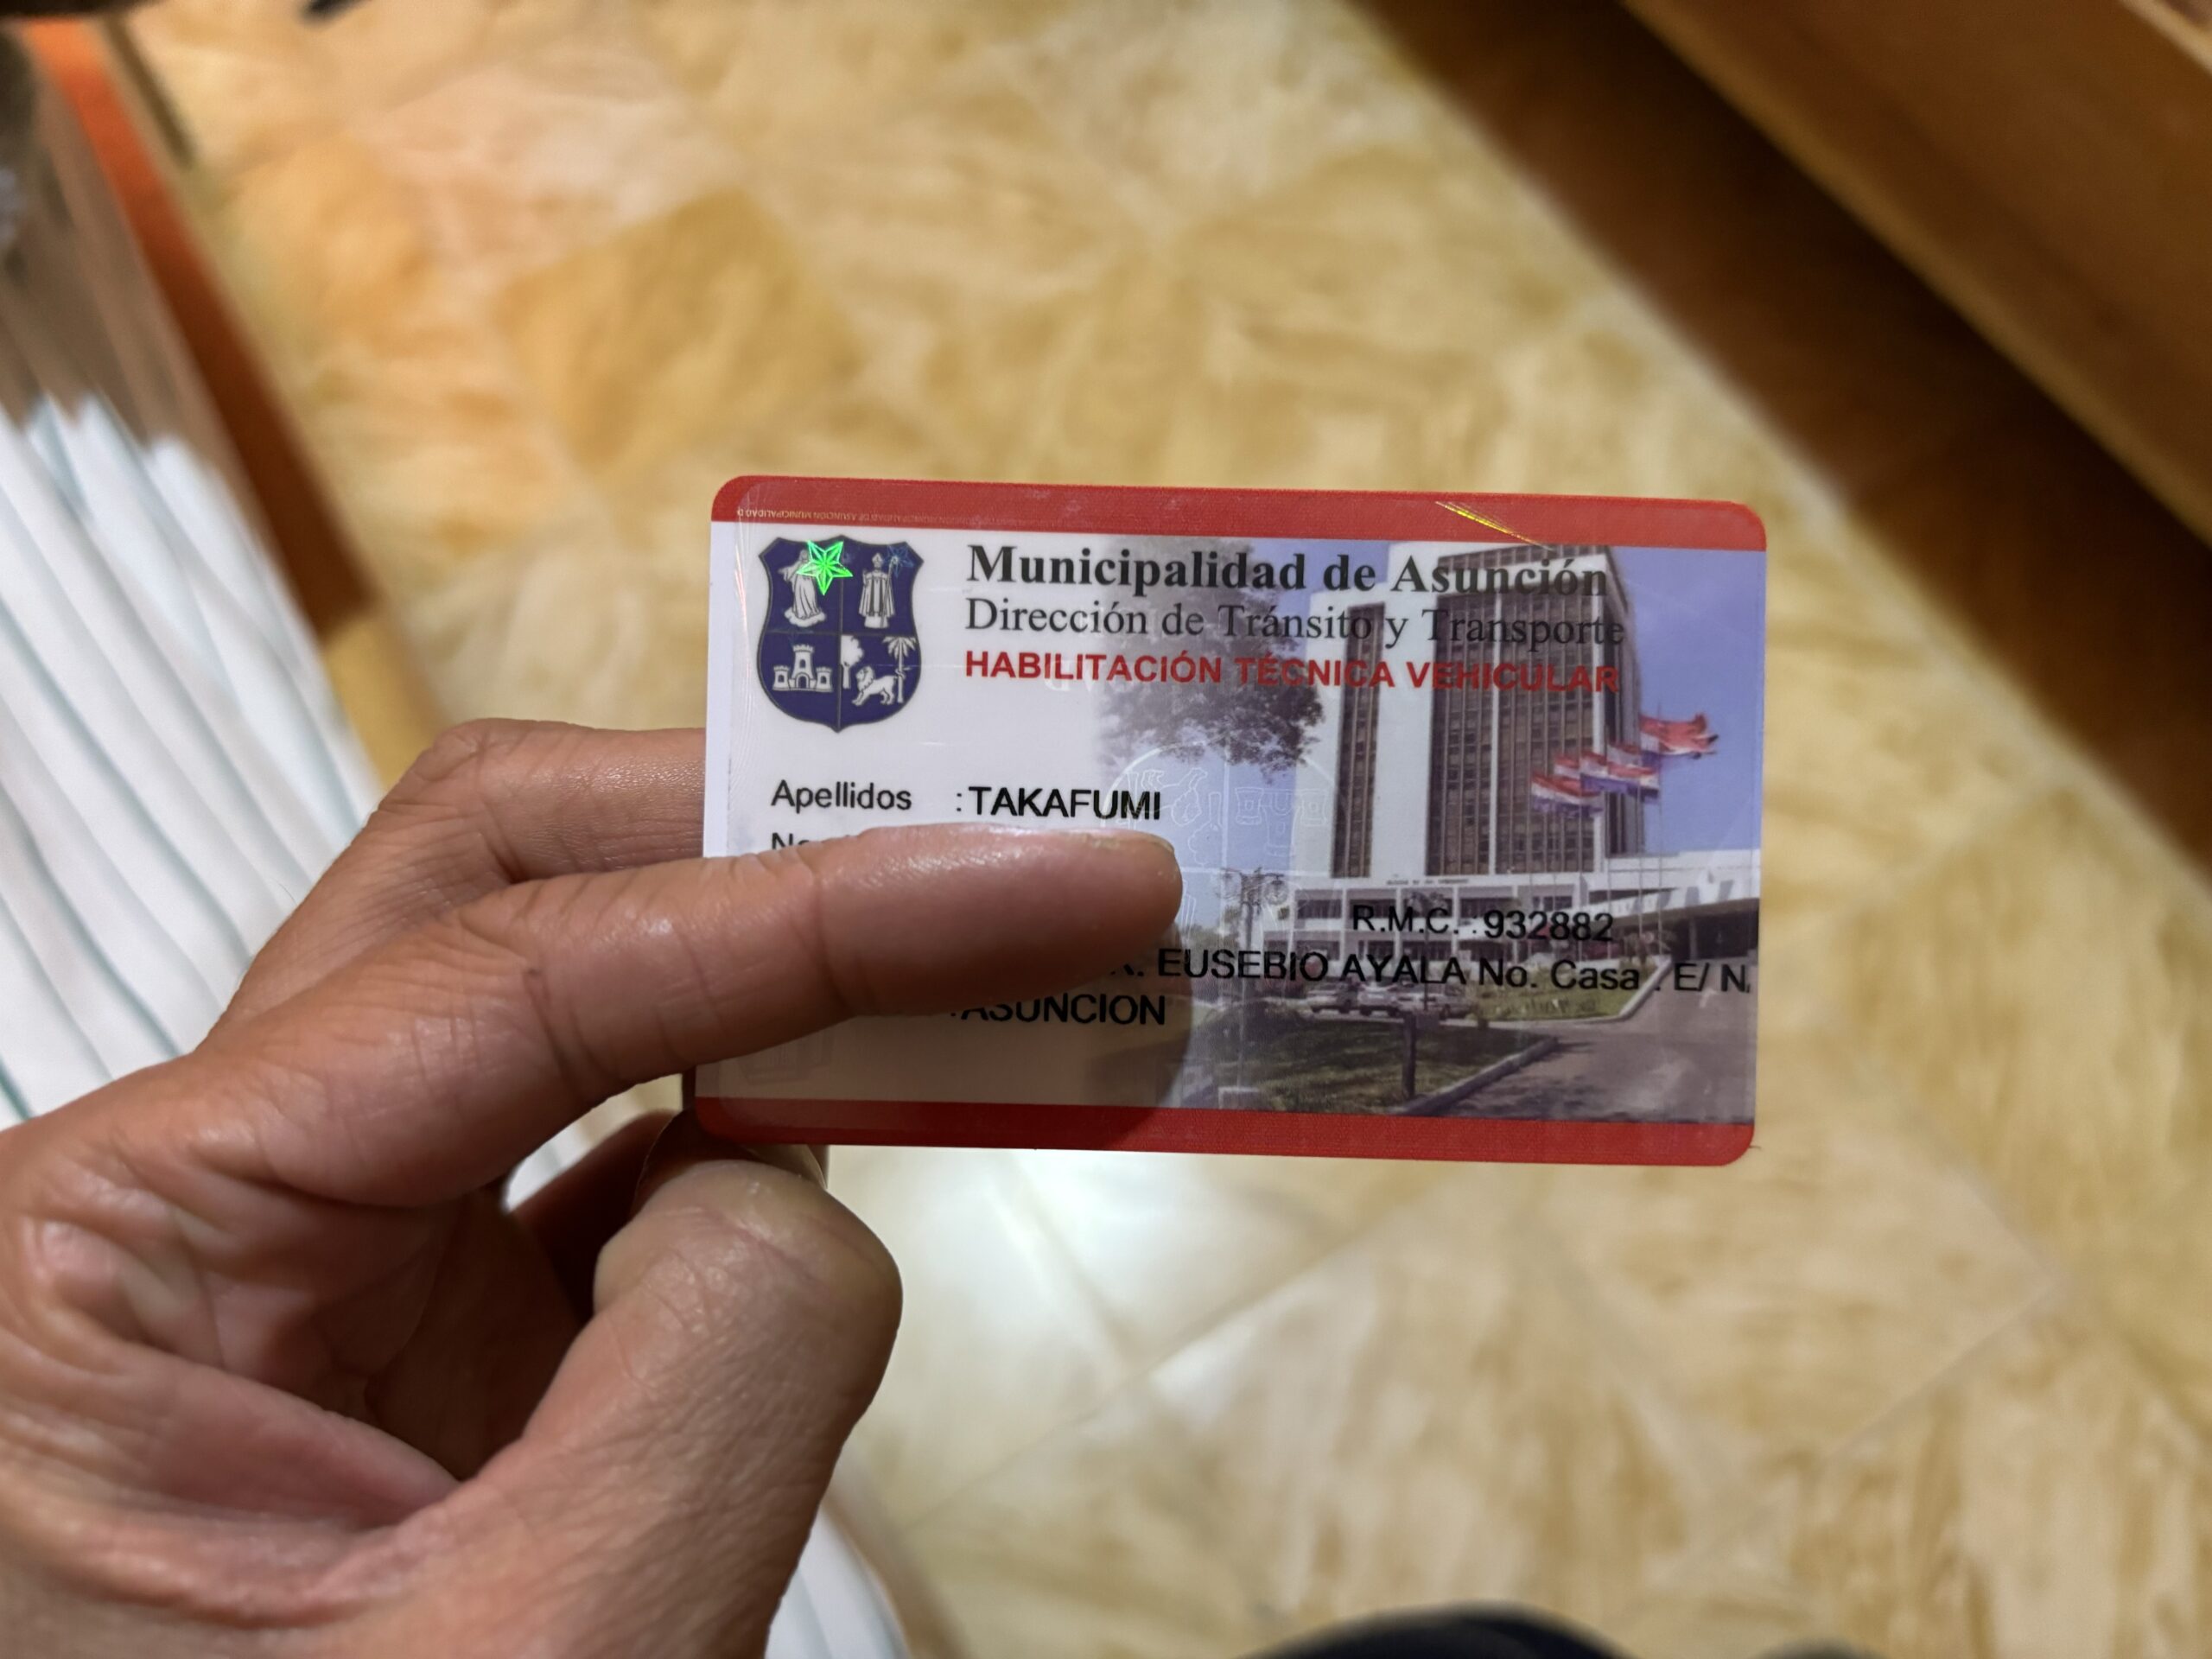 Municipalidad de Asunción
Dirección de Tránsito y Transporte
HABILITACIÓN TÉCNICA VEHICULAR
Apellidos : TAKAFUMI
R.M.C. : 932882
EUSEBIO AYALA No. Casa : E/ N.
: ASUNCION